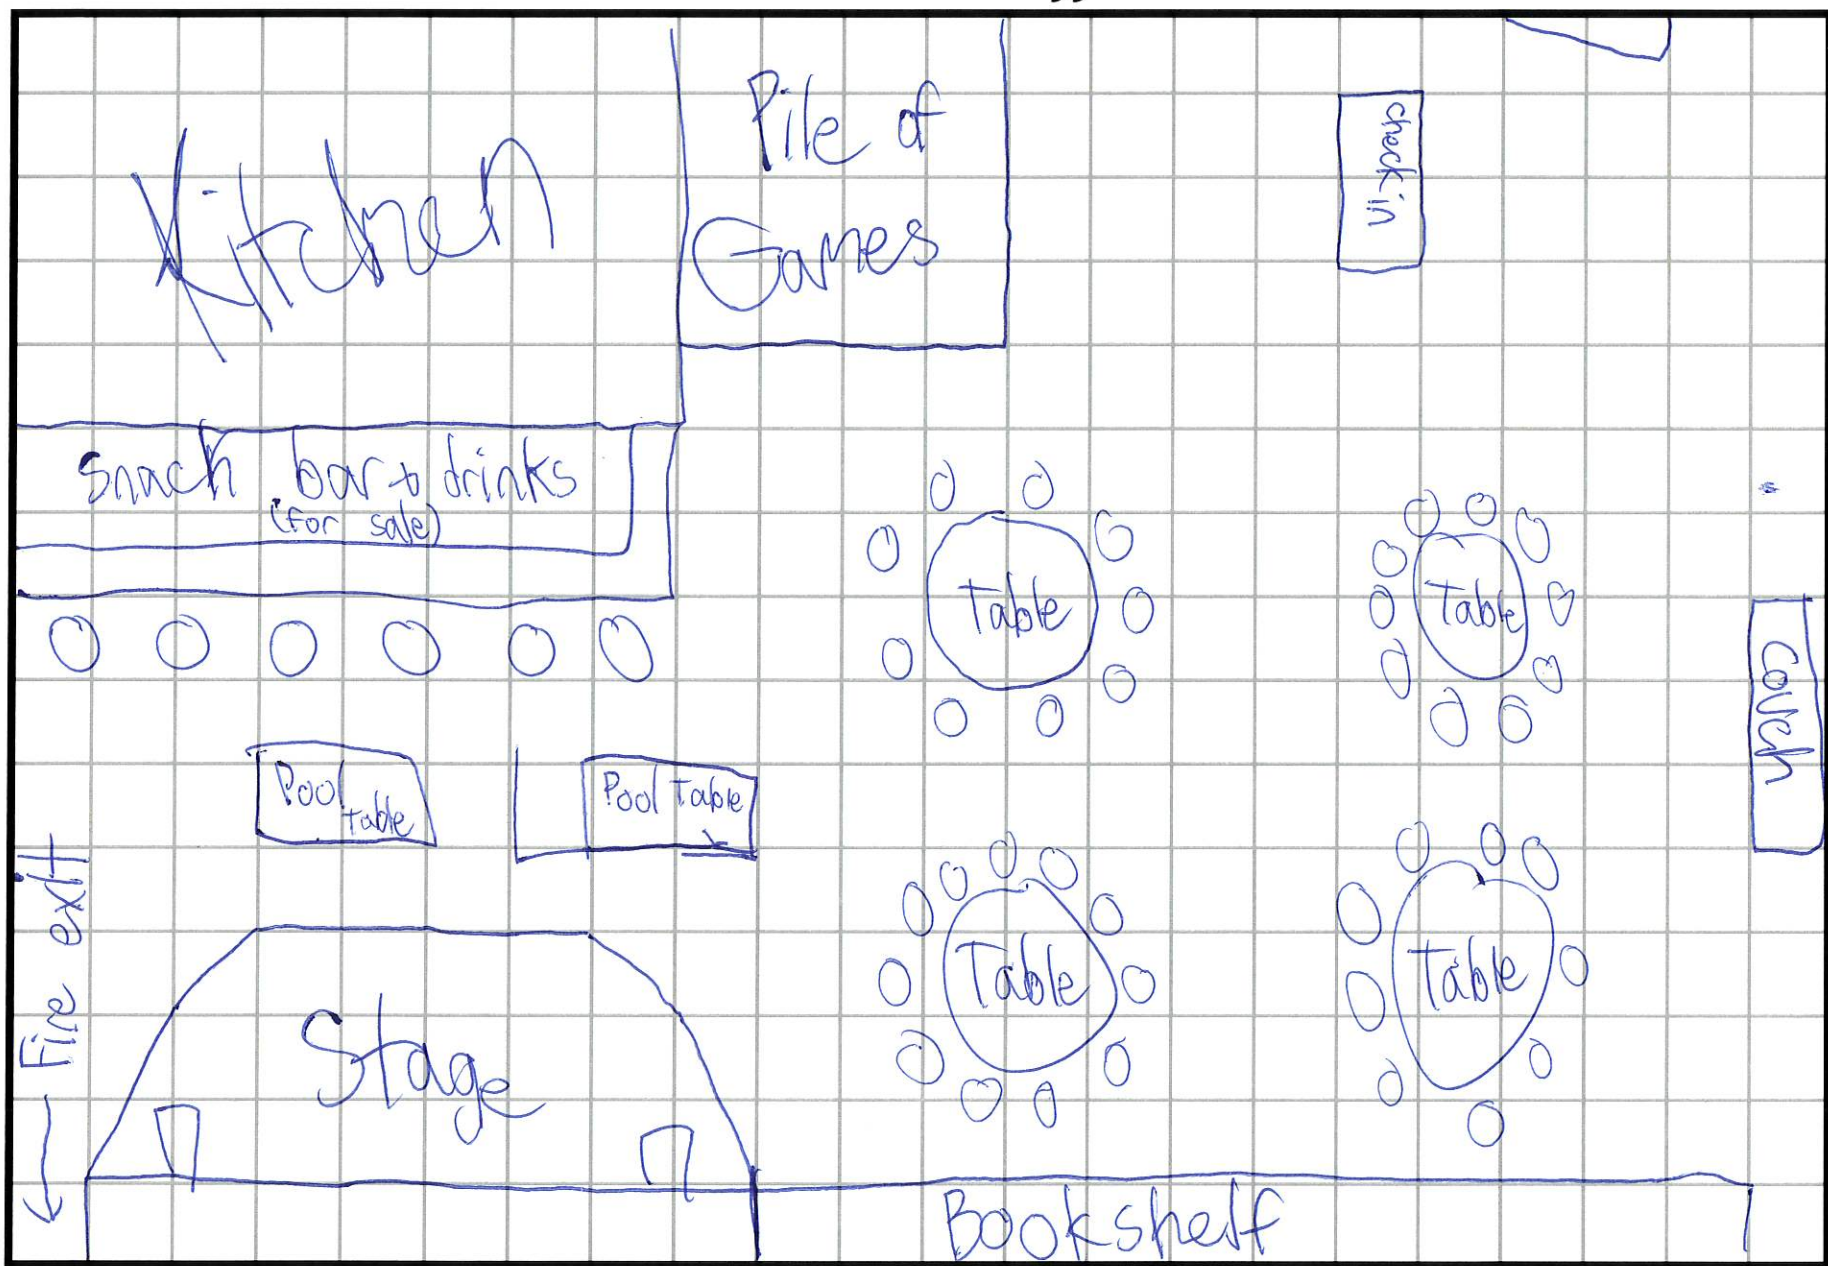 Kitchen
Pile of
Games
check in
Snack bar & drinks
(for sale)
Table
Table
Couch
Pool
table
Pool Table
Fire exit
Table
Table
Stage
Bookshelf